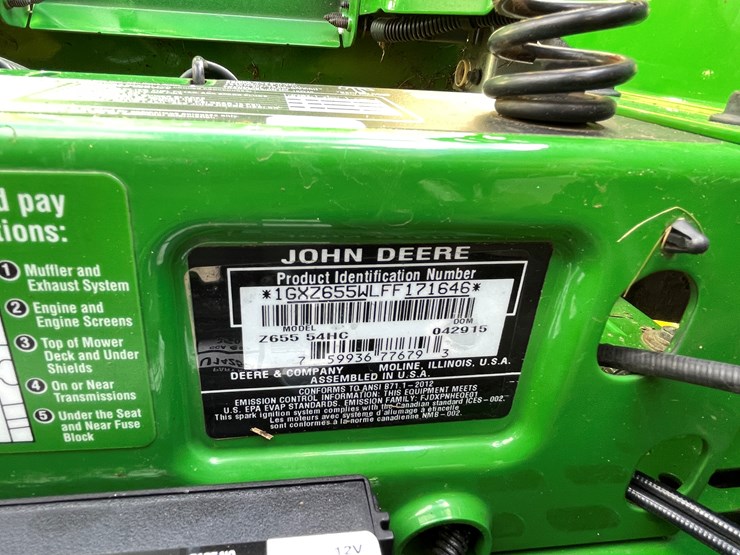 d pay
ions:
1 Muffler and
Exhaust System
2 Engine and
Engine Screens
3 Top of Mower
Deck and Under
Shields
4 On or Near
Transmissions
5 Under the Seat
and Near Fuse
Block
JOHN DEERE
Product Identification Number
*1GXZ655WLFF171646*
MODEL DOM
Z655 54HC 042915
7 59936 77679 3
DEERE & COMPANY MOLINE, ILLINOIS, U.S.A.
ASSEMBLED IN U.S.A.
CONFORMS TO ANSI B71.1-2012
EMISSION CONTROL INFORMATION: THIS EQUIPMENT MEETS
U.S. EPA EVAP STANDARDS. EMISSION FAMILY: FJDXPNHEQE01
This spark ignition system complies with the Canadian standard ICES-002.
Les moteurs avec système d'allumage à étincelle
sont conformes à la norme canadienne NMB-002.
12V